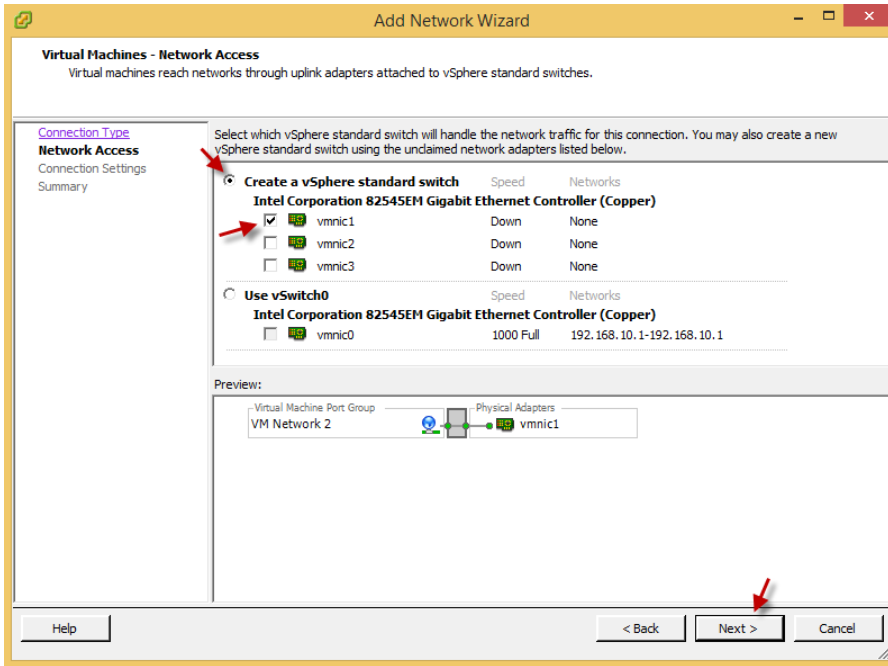 Add Network Wizard
Virtual Machines - Network Access
Virtual machines reach networks through uplink adapters attached to vSphere standard switches.
Connection Type
Network Access
Connection Settings
Summary
Select which vSphere standard switch will handle the network traffic for this connection. You may also create a new
vSphere standard switch using the unclaimed network adapters listed below.
Create a vSphere standard switch Speed Networks
Intel Corporation 82545EM Gigabit Ethernet Controller (Copper)
vmnic1 Down None
vmnic2 Down None
vmnic3 Down None
Use vSwitch0 Speed Networks
Intel Corporation 82545EM Gigabit Ethernet Controller (Copper)
vmnic0 1000 Full 192.168.10.1-192.168.10.1
Preview:
Virtual Machine Port Group Physical Adapters
VM Network 2 vmnic1
Help < Back Next > Cancel